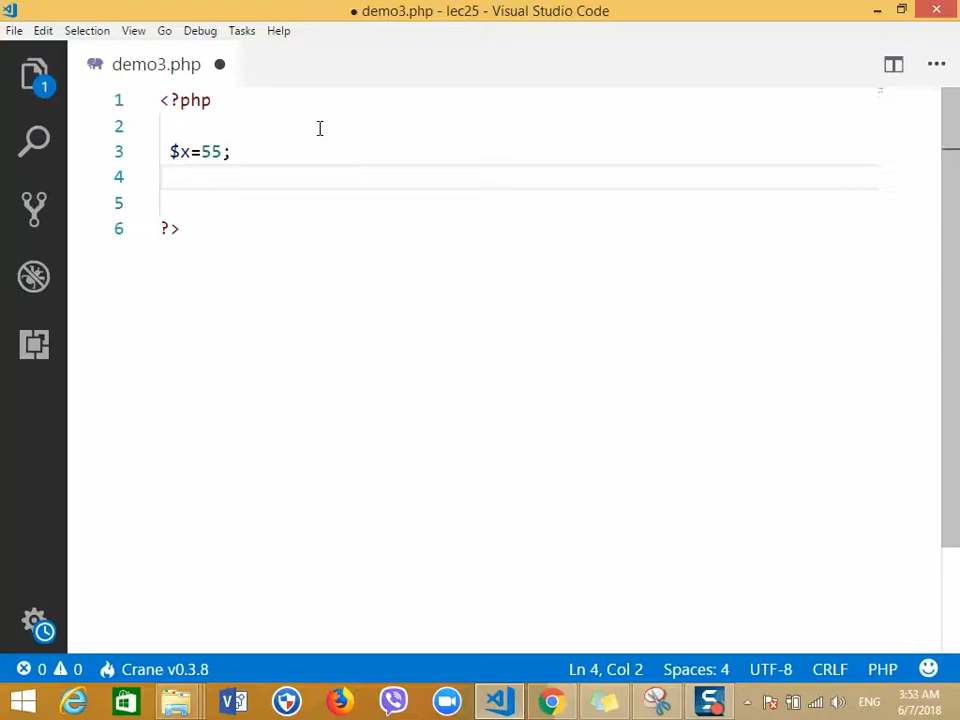 ● demo3.php - lec25 - Visual Studio Code
File Edit Selection View Go Debug Tasks Help
1
demo3.php ●
1 <?php
2
3 $x=55;
4
5
6 ?>
0 0 Crane v0.3.8 Ln 4, Col 2 Spaces: 4 UTF-8 CRLF PHP
ENG 3:53 AM
6/7/2018